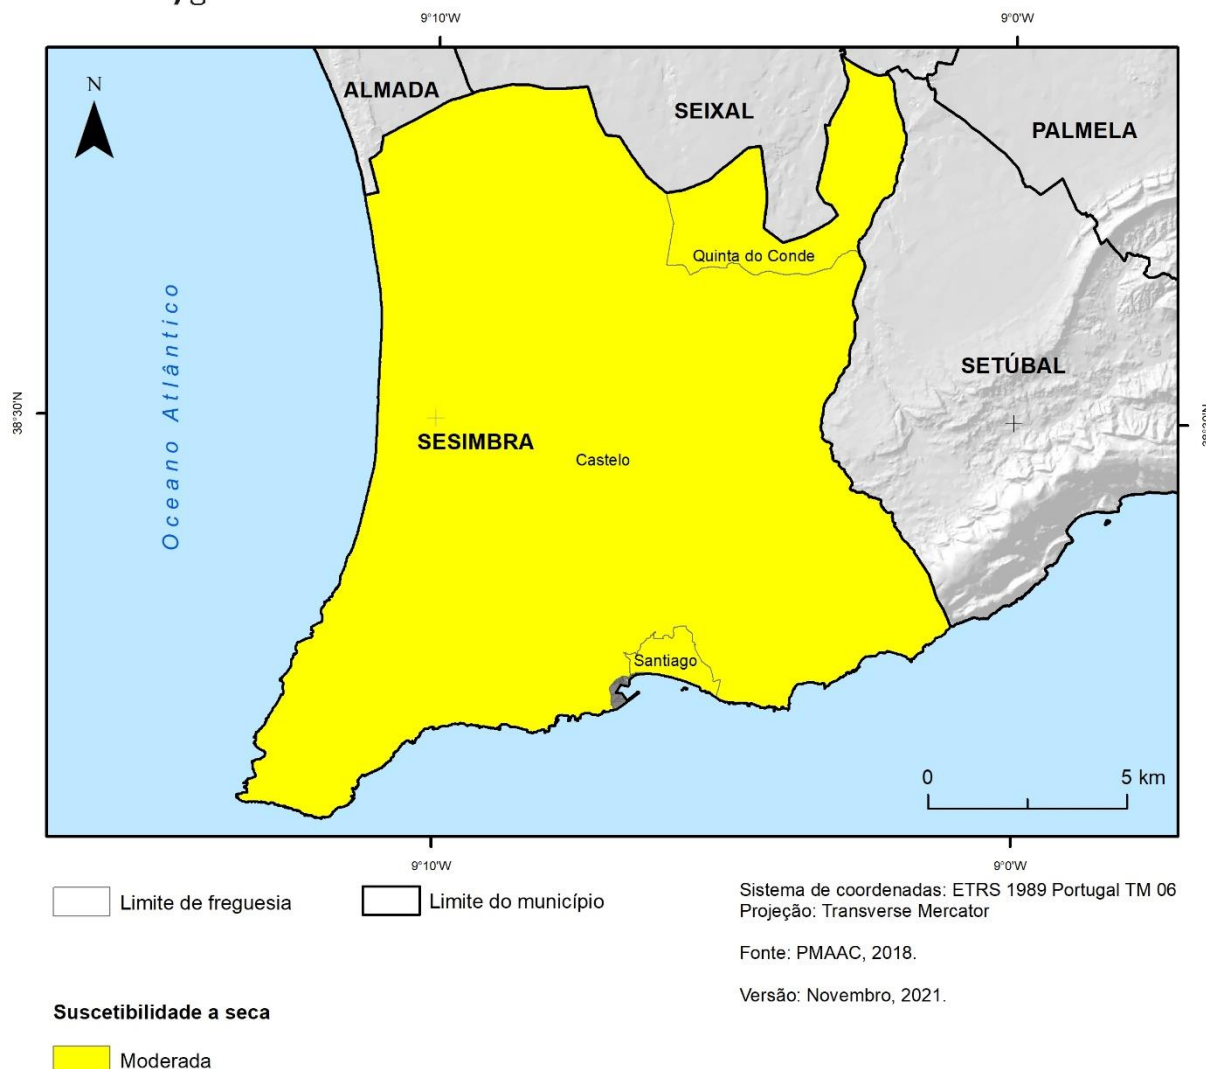 9°10'W
9°0'W
N
ALMADA
SEIXAL
PALMELA
Quinta do Conde
Oceano Atlântico
SETÚBAL
38°30'N
38°30'N
SESIMBRA
Castelo
Santiago
0
5 km
9°10'W
9°0'W
Limite de freguesia
Limite do município
Sistema de coordenadas: ETRS 1989 Portugal TM 06
Projeção: Transverse Mercator
Fonte: PMAAC, 2018.
Versão: Novembro, 2021.
Suscetibilidade a seca
Moderada